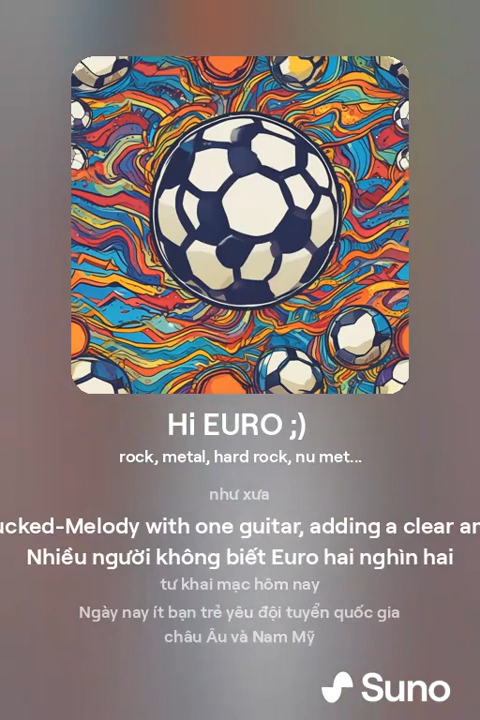 Hi EURO ;)
rock, metal, hard rock, nu met...
như xưa
ucked-Melody with one guitar, adding a clear an
Nhiều người không biết Euro hai nghìn hai
tư khai mạc hôm nay
Ngày nay ít bạn trẻ yêu đội tuyển quốc gia
châu Âu và Nam Mỹ
Suno